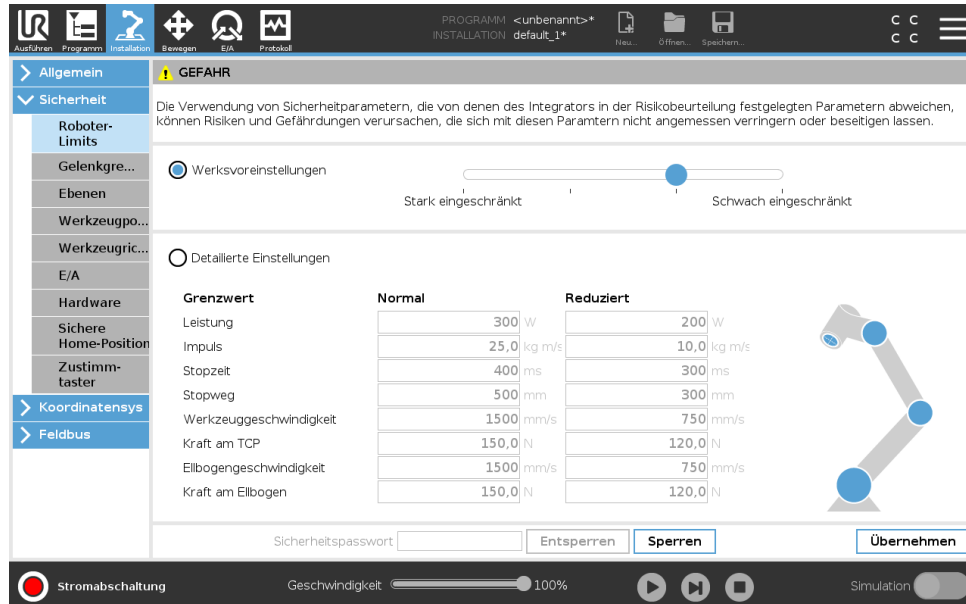 PROGRAMM <unbenannt>*
INSTALLATION default_1*
Ausführen Programm Installation Bewegen E/A Protokoll
Neu... Öffnen... Speichern...
C C
C C
Allgemein
Sicherheit
Roboter-
Limits
Gelenkgre...
Ebenen
Werkzeugpo...
Werkzeugric...
E/A
Hardware
Sichere
Home-Position
Zustimm-
taster
Koordinatensys
Feldbus
GEFAHR
Die Verwendung von Sicherheitparametern, die von denen des Integrators in der Risikobeurteilung festgelegten Parametern abweichen,
können Risiken und Gefährdungen verursachen, die sich mit diesen Paramtern nicht angemessen verringern oder beseitigen lassen.
Werksvoreinstellungen
Stark eingeschränkt Schwach eingeschränkt
Detailierte Einstellungen
Grenzwert Normal Reduziert
Leistung 300 W 200 W
Impuls 25,0 kg m/s 10,0 kg m/s
Stopzeit 400 ms 300 ms
Stopweg 500 mm 300 mm
Werkzeuggeschwindigkeit 1500 mm/s 750 mm/s
Kraft am TCP 150,0 N 120,0 N
Ellbogengeschwindigkeit 1500 mm/s 750 mm/s
Kraft am Ellbogen 150,0 N 120,0 N
Sicherheitspasswort Entsperren Sperren Übernehmen
Stromabschaltung Geschwindigkeit 100% Simulation